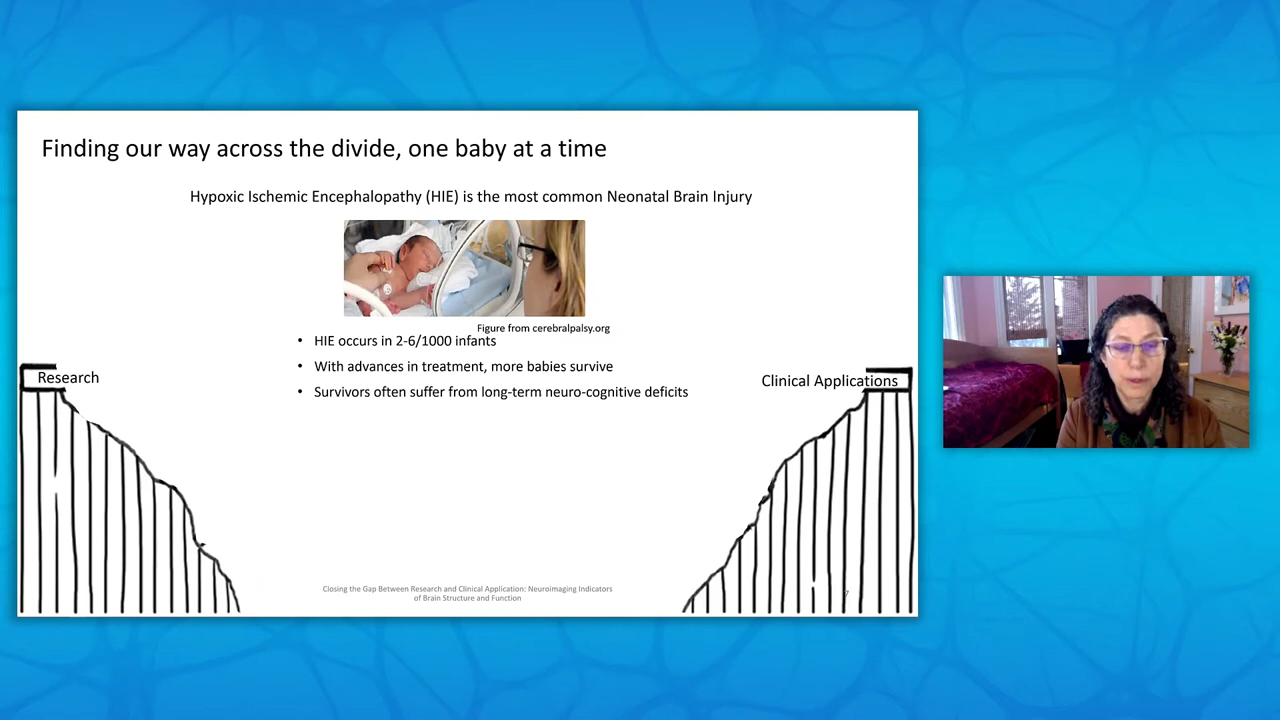 Finding our way across the divide, one baby at a time
Hypoxic Ischemic Encephalopathy (HIE) is the most common Neonatal Brain Injury
Figure from cerebralpalsy.org
• HIE occurs in 2-6/1000 infants
• With advances in treatment, more babies survive
• Survivors often suffer from long-term neuro-cognitive deficits
Research
Clinical Applications
Closing the Gap Between Research and Clinical Application: Neuroimaging Indicators
of Brain Structure and Function
7